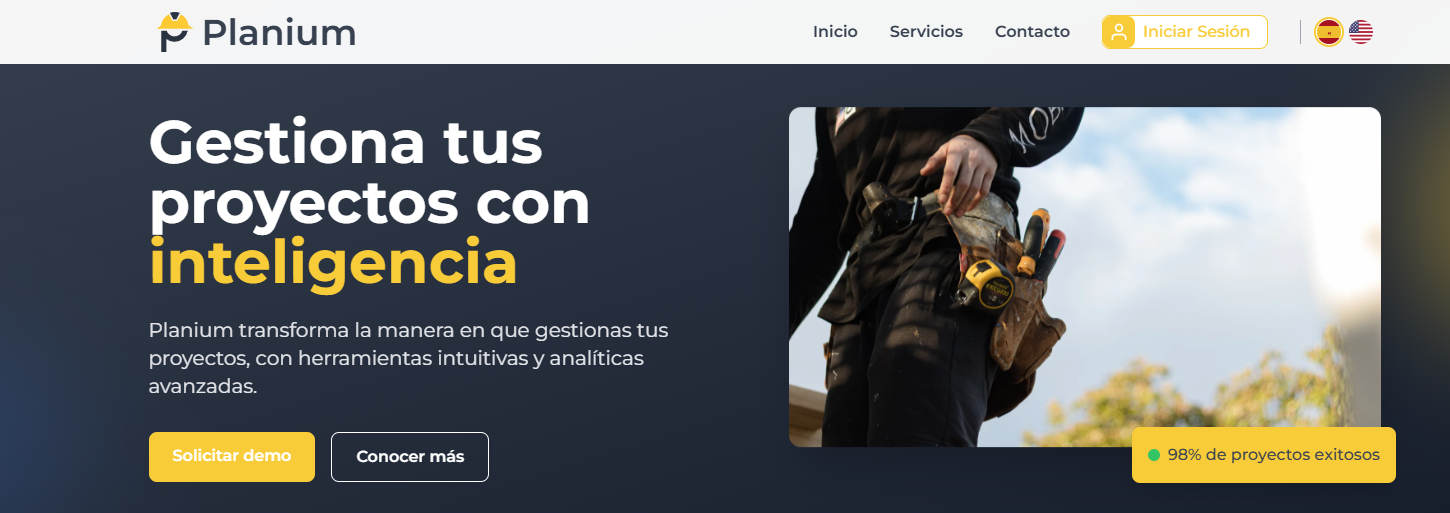 Planium
Inicio
Servicios
Contacto
Iniciar Sesión
Gestiona tus
proyectos con
inteligencia
Planium transforma la manera en que gestionas tus
proyectos, con herramientas intuitivas y analíticas
avanzadas.
Solicitar demo
Conocer más
MOB
98% de proyectos exitosos